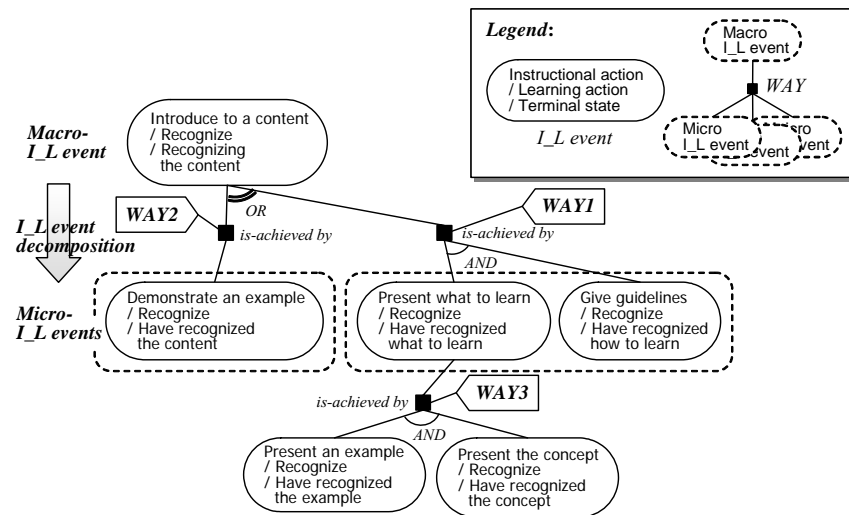 Legend:
Macro
I_L event
WAY
Instructional action
/ Learning action
/ Terminal state
I_L event
Micro
I_L event
Introduce to a content
/ Recognize
/ Recognizing
the content
Macro-
I_L event
WAY2
OR
WAY1
I_L event
decomposition
is-achieved by
is-achieved by
AND
Micro-
I_L events
Demonstrate an example
/ Recognize
/ Have recognized
the content
Present what to learn
/ Recognize
/ Have recognized
what to learn
Give guidelines
/ Recognize
/ Have recognized
how to learn
is-achieved by
WAY3
AND
Present an example
/ Recognize
/ Have recognized
the example
Present the concept
/ Recognize
/ Have recognized
the concept